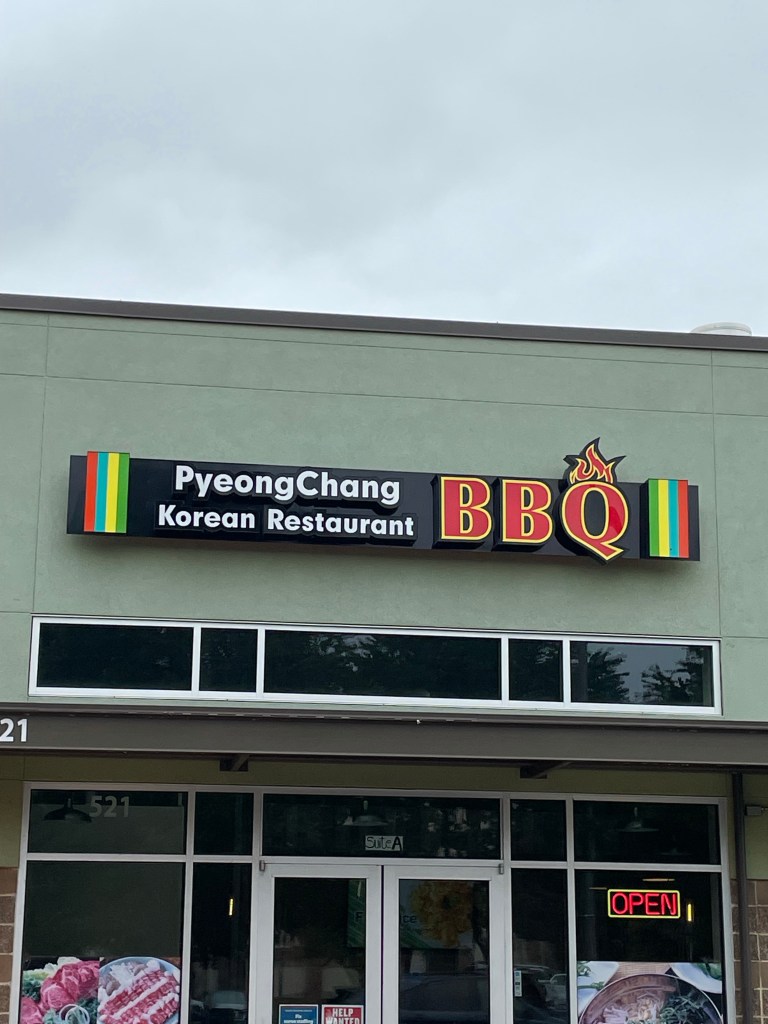 PyeongChang
Korean Restaurant
BBQ
21
521
Suite A
OPEN
HELP
WANTED